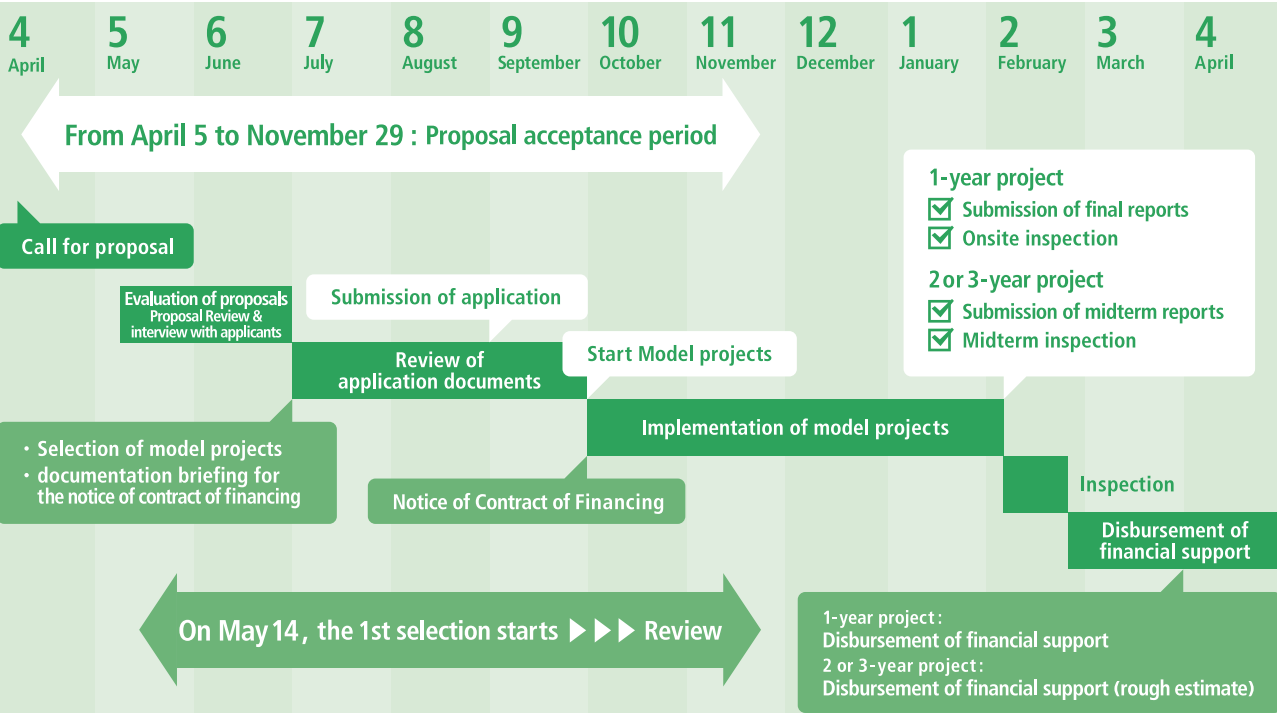 4
April
5
May
6
June
7
July
8
August
9
September
10
October
11
November
12
December
1
January
2
February
3
March
4
April
From April 5 to November 29 : Proposal acceptance period
Call for proposal
1-year project
Submission of final reports
Onsite inspection
2 or 3-year project
Submission of midterm reports
Midterm inspection
Evaluation of proposals
Proposal Review &
interview with applicants
Submission of application
Review of
application documents
Start Model projects
・Selection of model projects
・documentation briefing for
the notice of contract of financing
Implementation of model projects
Notice of Contract of Financing
Inspection
Disbursement of
financial support
On May 14, the 1st selection starts ▶ ▶ ▶ Review
1-year project :
Disbursement of financial support
2 or 3-year project :
Disbursement of financial support (rough estimate)